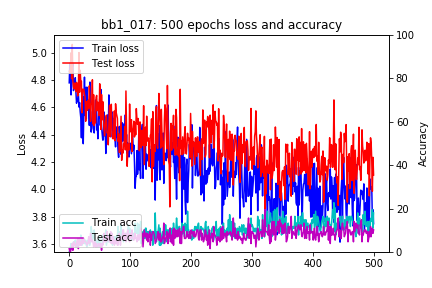 bb1_017: 500 epochs loss and accuracy
Train loss
Test loss
Train acc
Test acc
Loss
5.0
4.8
4.6
4.4
4.2
4.0
3.8
3.6
Accuracy
100
80
60
40
20
0
0 100 200 300 400 500